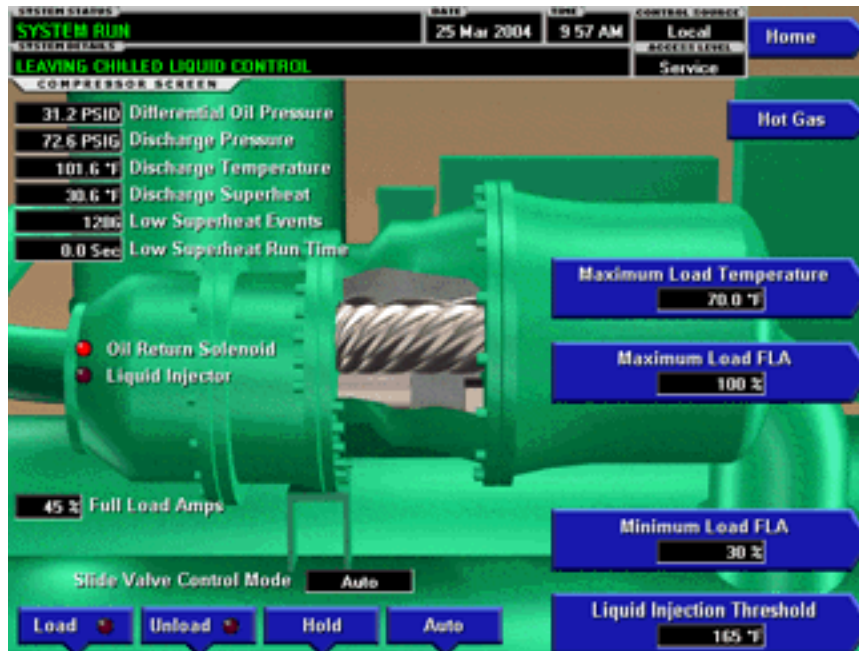 SYSTEM STATUS
SYSTEM RUN
DATE
25 Mar 2004
TIME
9 57 AM
CONTROL SOURCE
Local
Home
SYSTEM DETAILS
LEAVING CHILLED LIQUID CONTROL
ACCESS LEVEL
Service
COMPRESSOR SCREEN
31.2 PSID Differential Oil Pressure
72.6 PSIG Discharge Pressure
101.6 °F Discharge Temperature
30.6 °F Discharge Superheat
1286 Low Superheat Events
0.0 Sec Low Superheat Run Time
Hot Gas
Maximum Load Temperature
70.0 °F
Oil Return Solenoid
Liquid Injector
Maximum Load FLA
100 %
45 % Full Load Amps
Minimum Load FLA
30 %
Slide Valve Control Mode Auto
Load
Unload
Hold
Auto
Liquid Injection Threshold
165 °F